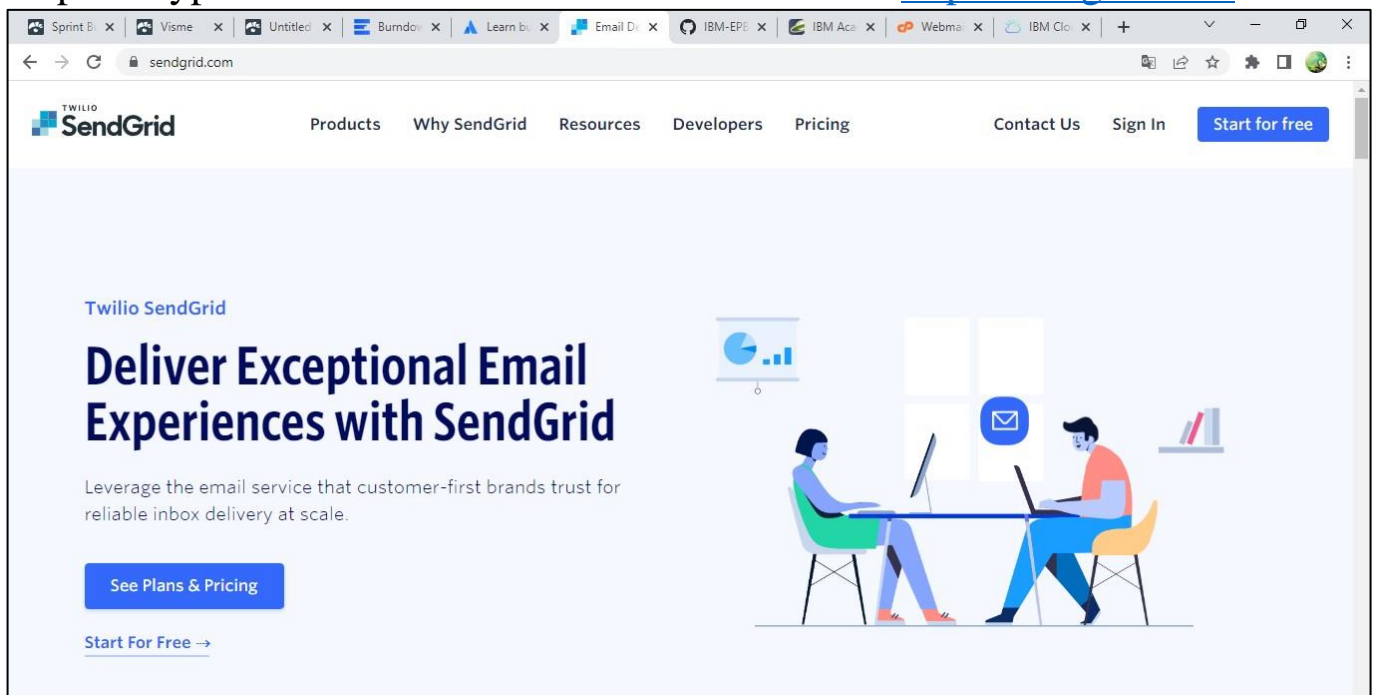 Sprint B Visme Untitled Burndow Learn bu Email De IBM-EPB IBM Aca Webma IBM Clo
sendgrid.com
TWILIO
SendGrid Products Why SendGrid Resources Developers Pricing Contact Us Sign In Start for free
Twilio SendGrid
Deliver Exceptional Email
Experiences with SendGrid
Leverage the email service that customer-first brands trust for
reliable inbox delivery at scale.
See Plans & Pricing
Start For Free →